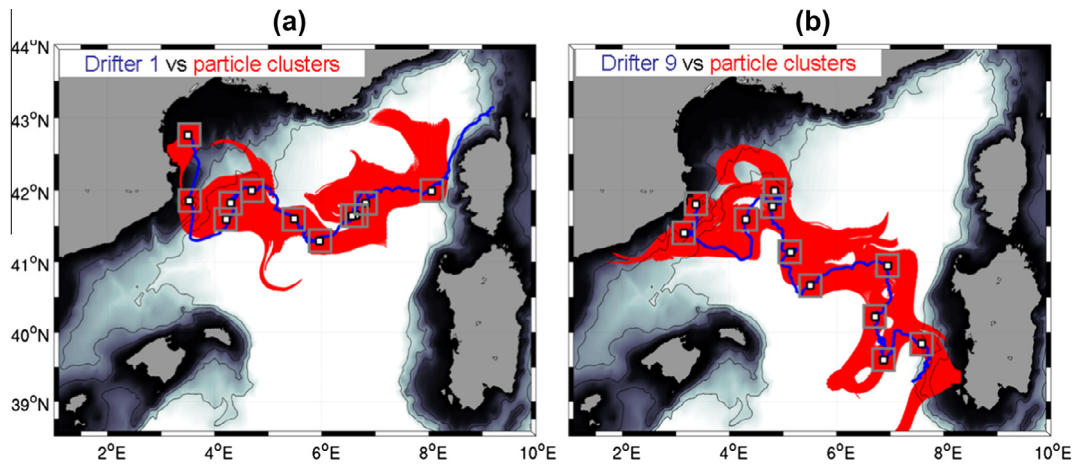 (a)
(b)
Drifter 1 vs particle clusters
Drifter 9 vs particle clusters
44°N
43°N
42°N
41°N
40°N
39°N
2°E
4°E
6°E
8°E
10°E
2°E
4°E
6°E
8°E
10°E